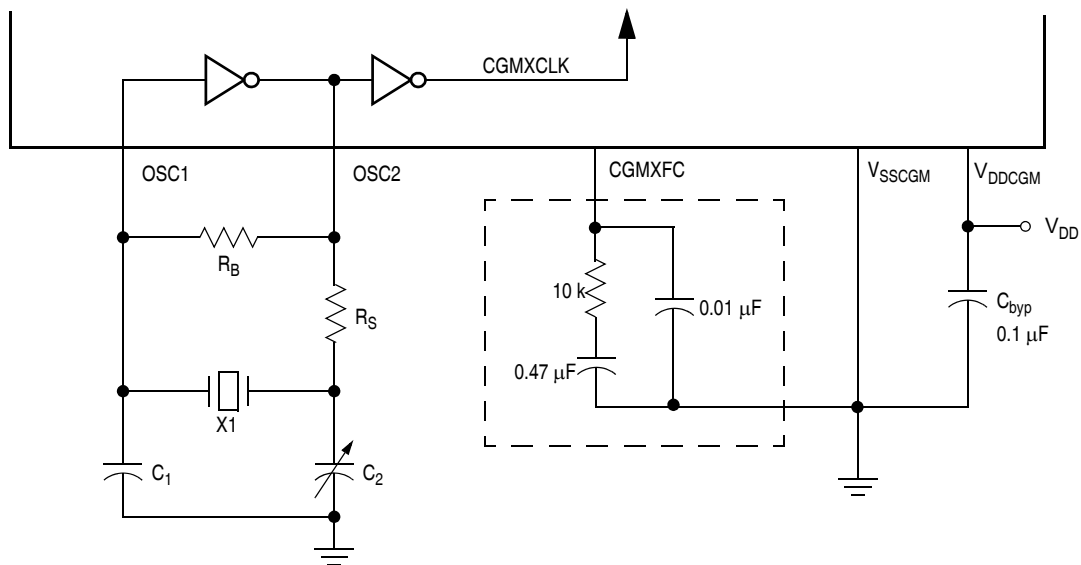 CGMXCLK
OSC1
OSC2
CGMXFC
VSSCGM
VDDCGM
VDD
RB
RS
10 k
0.01 µF
Cbyp
0.1 µF
0.47 µF
X1
C1
C2